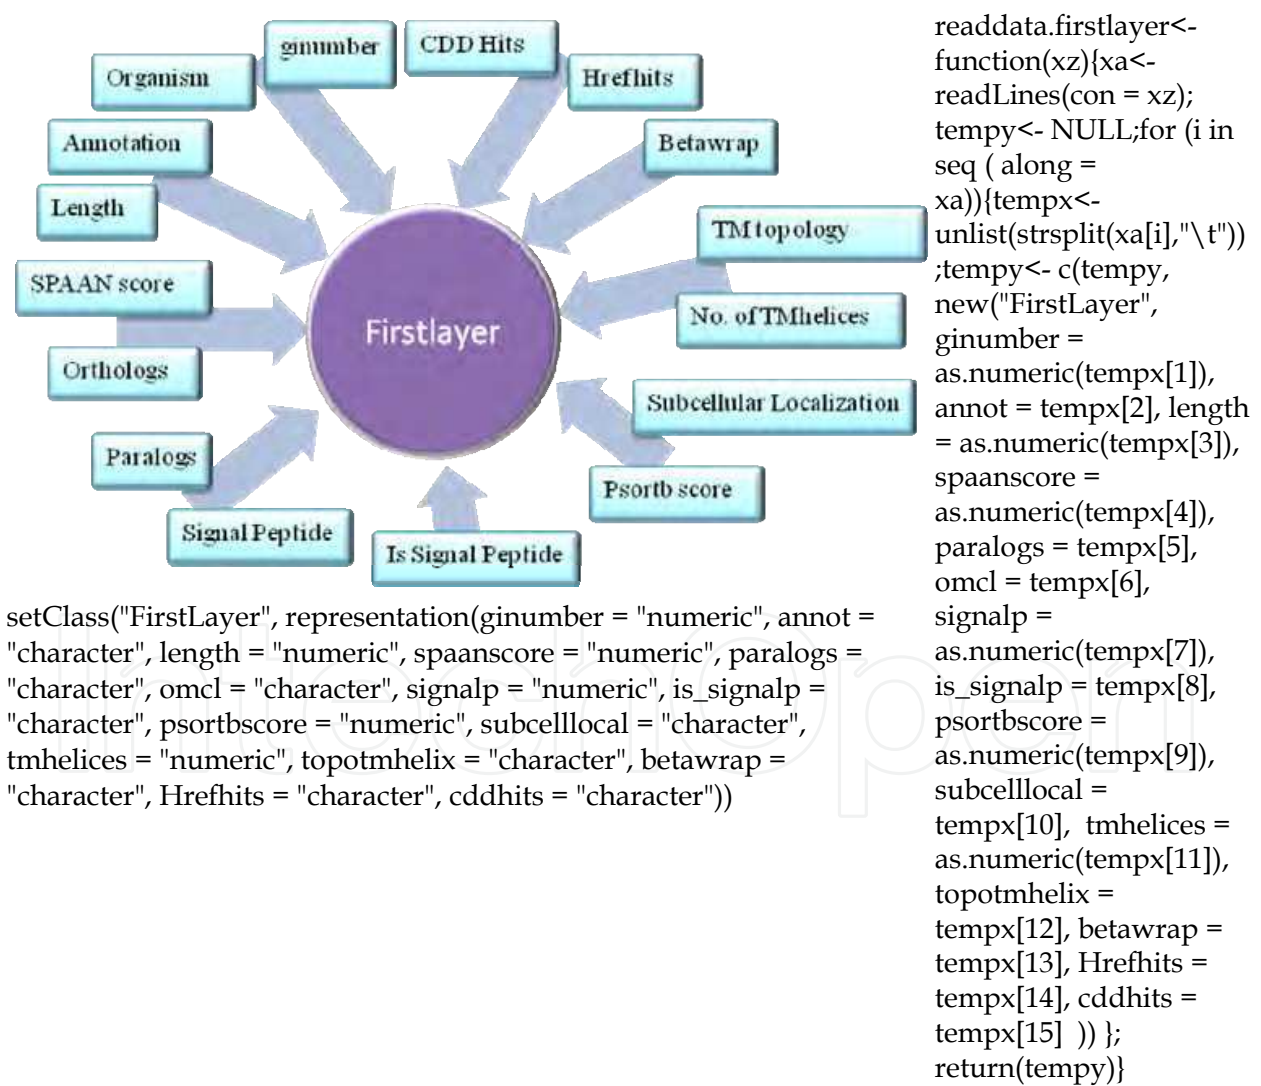 ginumber
CDD Hits
Organism
Hrefhits
Annotation
Betawrap
Length
TM topology
SPAAN score
No. of TMhelices
Firstlayer
Orthologs
Subcellular Localization
Paralogs
Psortb score
Signal Peptide
Is Signal Peptide
setClass("FirstLayer", representation(ginumber = "numeric", annot =
"character", length = "numeric", spaanscore = "numeric", paralogs =
"character", omcl = "character", signalp = "numeric", is_signalp =
"character", psortbscore = "numeric", subcelllocal = "character",
tmhelices = "numeric", topotmhelix = "character", betawrap =
"character", Hrefhits = "character", cddhits = "character"))
readdata.firstlayer<-
function(xz){xa<-
readLines(con = xz);
tempy<- NULL;for (i in
seq ( along =
xa)){tempx<-
unlist(strsplit(xa[i],"\t"))
;tempy<- c(tempy,
new("FirstLayer",
ginumber =
as.numeric(tempx[1]),
annot = tempx[2], length
= as.numeric(tempx[3]),
spaanscore =
as.numeric(tempx[4]),
paralogs = tempx[5],
omcl = tempx[6],
signalp =
as.numeric(tempx[7]),
is_signalp = tempx[8],
psortbscore =
as.numeric(tempx[9]),
subcelllocal =
tempx[10], tmhelices =
as.numeric(tempx[11]),
topotmhelix =
tempx[12], betawrap =
tempx[13], Hrefhits =
tempx[14], cddhits =
tempx[15] )) };
return(tempy)}
IntechOpen